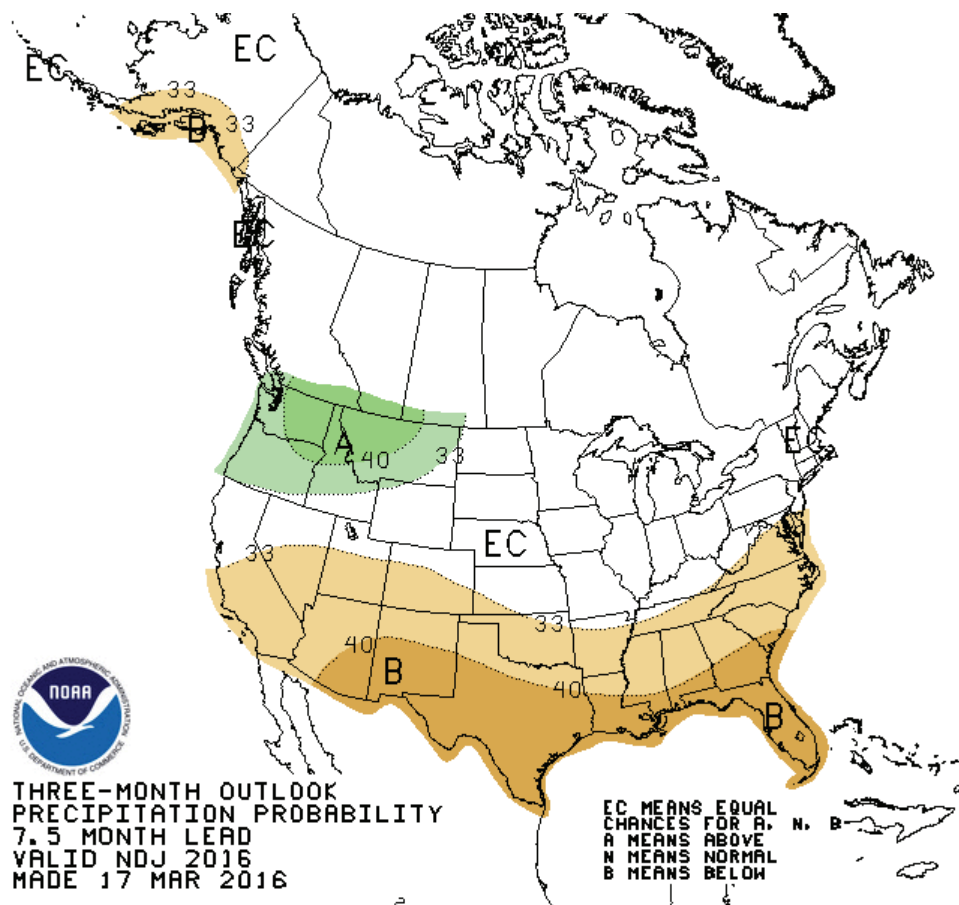 EC
EC
33
33
B
EC
A
40
33
EC
EC
33
33
40
B
40
B
NATIONAL OCEANIC AND ATMOSPHERIC ADMINISTRATION
NOAA
U.S. DEPARTMENT OF COMMERCE
THREE-MONTH OUTLOOK
PRECIPITATION PROBABILITY
7.5 MONTH LEAD
VALID NDJ 2016
MADE 17 MAR 2016
EC MEANS EQUAL
CHANCES FOR A, N, B
A MEANS ABOVE
N MEANS NORMAL
B MEANS BELOW